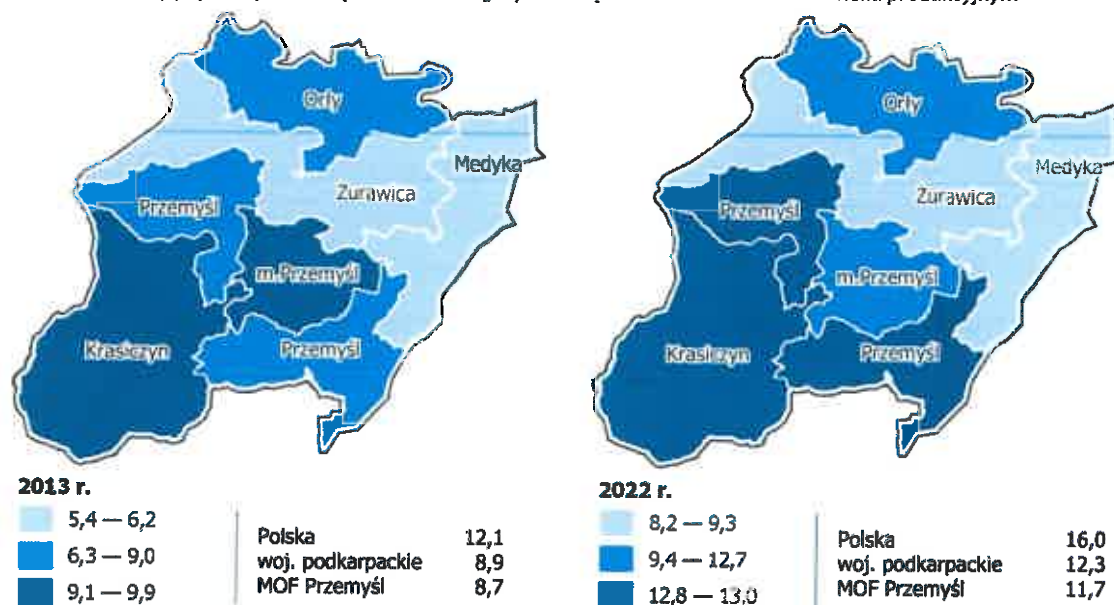 Orły
Medyka
Żurawica
Przemyśl
m.Przemyśl
Krasiczyn
Przemyśl
2013 r.
5,4 — 6,2
6,3 — 9,0
9,1 — 9,9
Polska 12,1
woj. podkarpackie 8,9
MOF Przemyśl 8,7
Orły
Medyka
Żurawica
Przemyśl
m.Przemyśl
Krasiczyn
Przemyśl
2022 r.
8,2 — 9,3
9,4 — 12,7
12,8 — 13,0
Polska 16,0
woj. podkarpackie 12,3
MOF Przemyśl 11,7